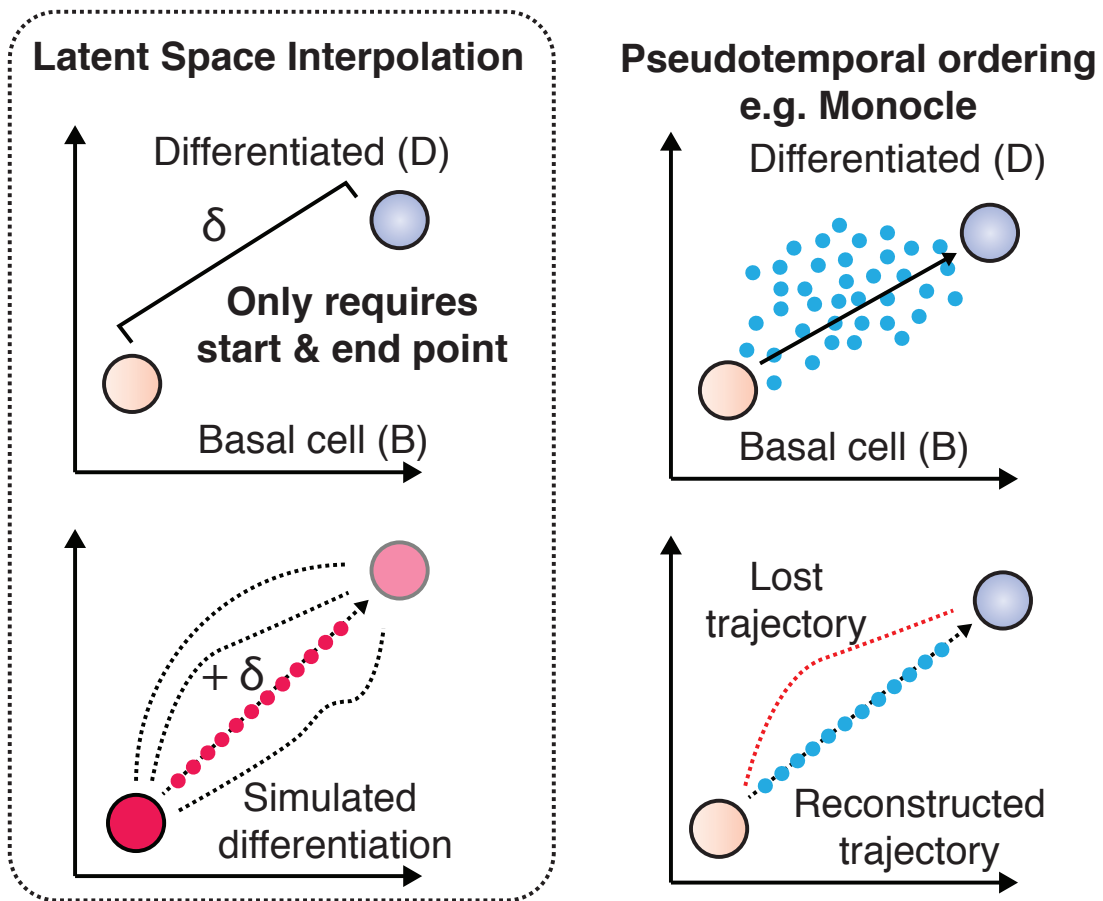 Latent Space Interpolation
Differentiated (D)
δ
Only requires
start & end point
Basal cell (B)
+ δ
Simulated
differentiation
Pseudotemporal ordering
e.g. Monocle
Differentiated (D)
Basal cell (B)
Lost
trajectory
Reconstructed
trajectory